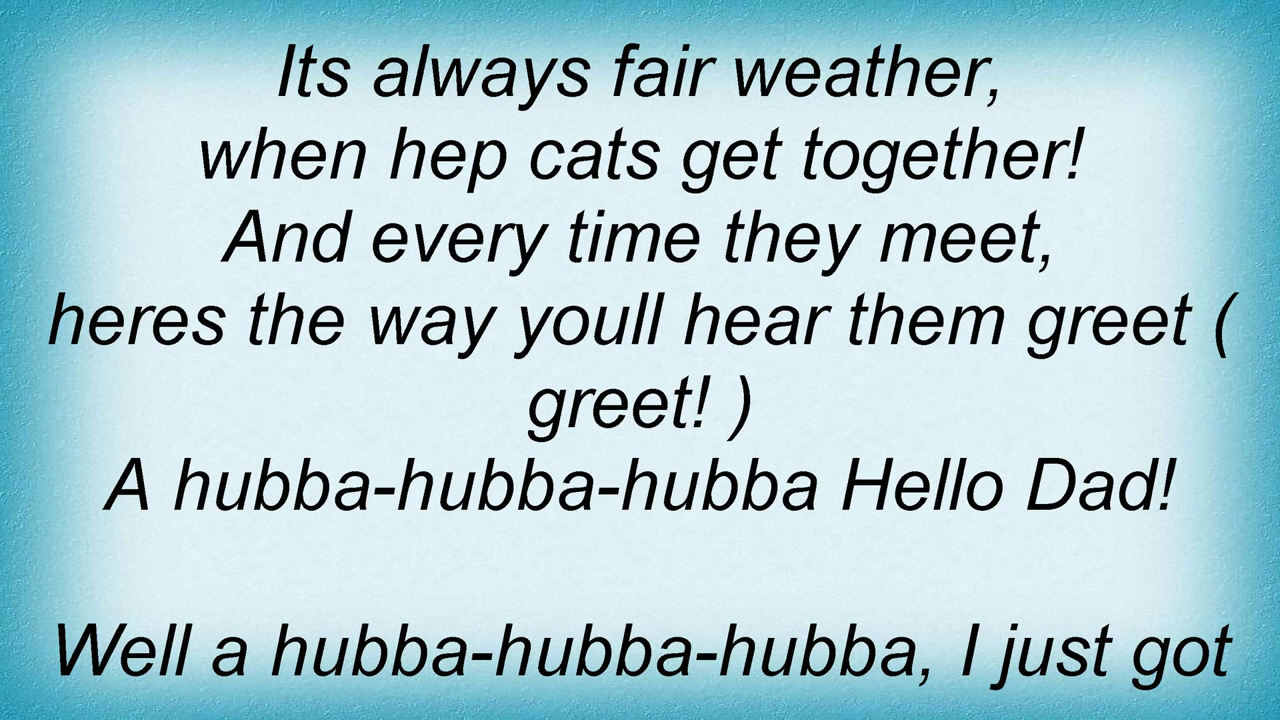 Its always fair weather,
when hep cats get together!
And every time they meet,
heres the way youll hear them greet (
greet! )
A hubba-hubba-hubba Hello Dad!
Well a hubba-hubba-hubba, I just got